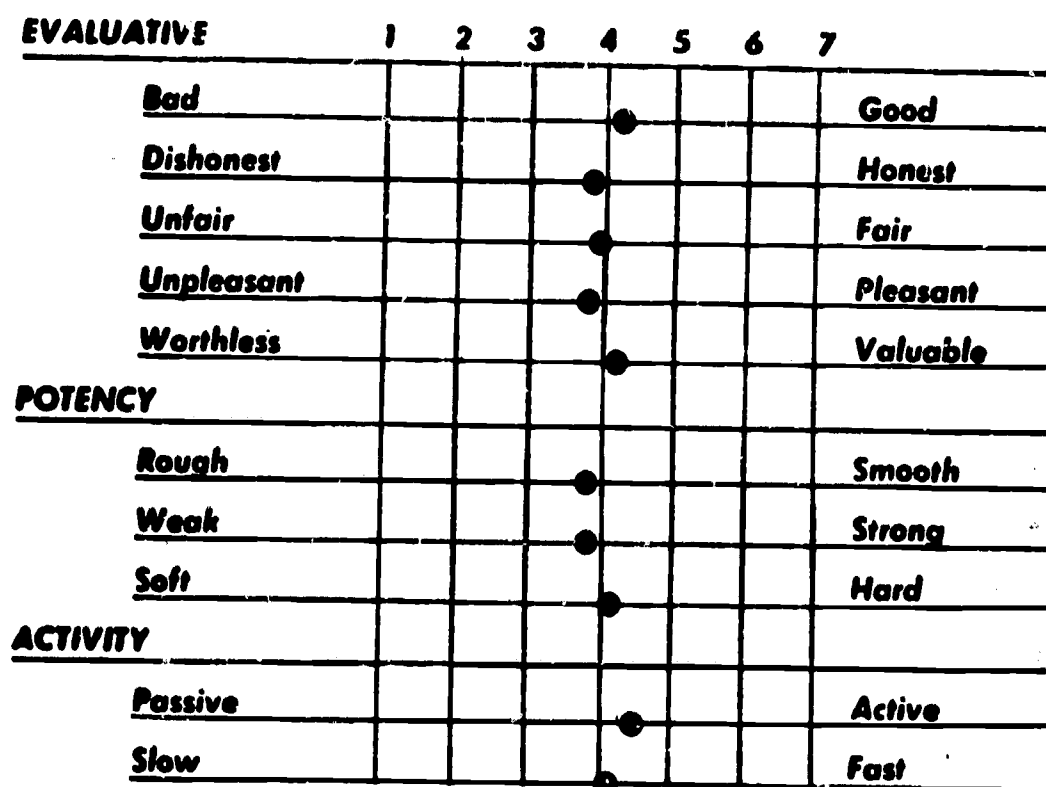 EVALUATIVE 1 2 3 4 5 6 7
Bad Good
Dishonest Honest
Unfair Fair
Unpleasant Pleasant
Worthless Valuable
POTENCY
Rough Smooth
Weak Strong
Soft Hard
ACTIVITY
Passive Active
Slow Fast